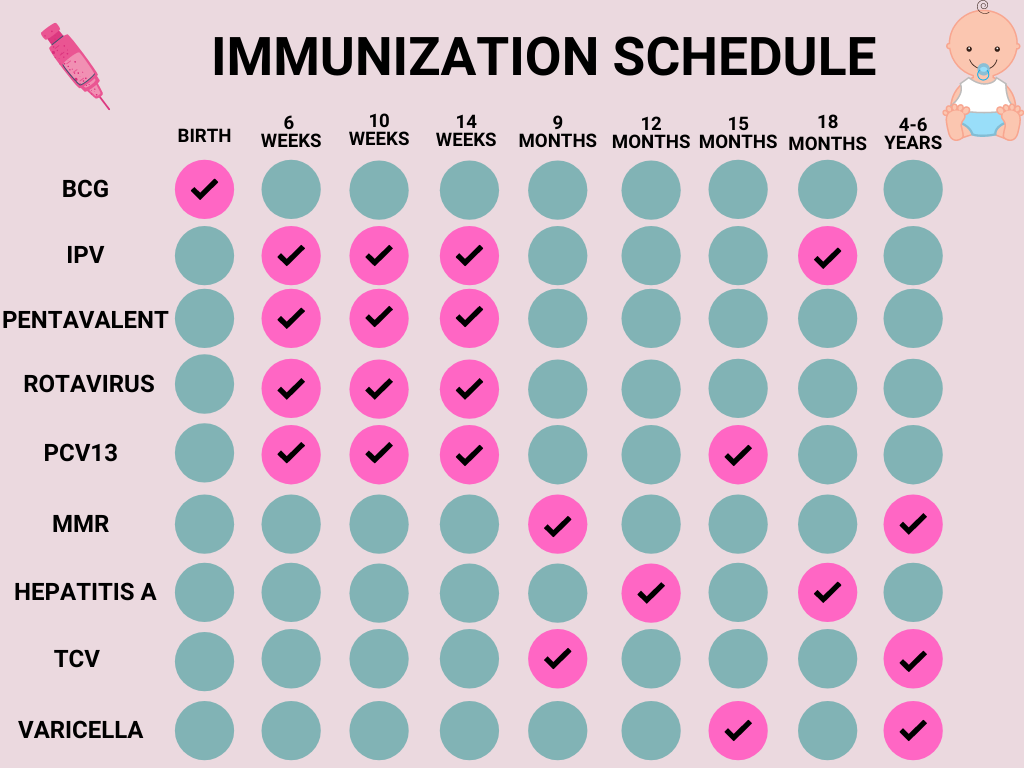 IMMUNIZATION SCHEDULE
BIRTH
6
WEEKS
10
WEEKS
14
WEEKS
9
MONTHS
12
MONTHS
15
MONTHS
18
MONTHS
4-6
YEARS
BCG
IPV
PENTAVALENT
ROTAVIRUS
PCV13
MMR
HEPATITIS A
TCV
VARICELLA